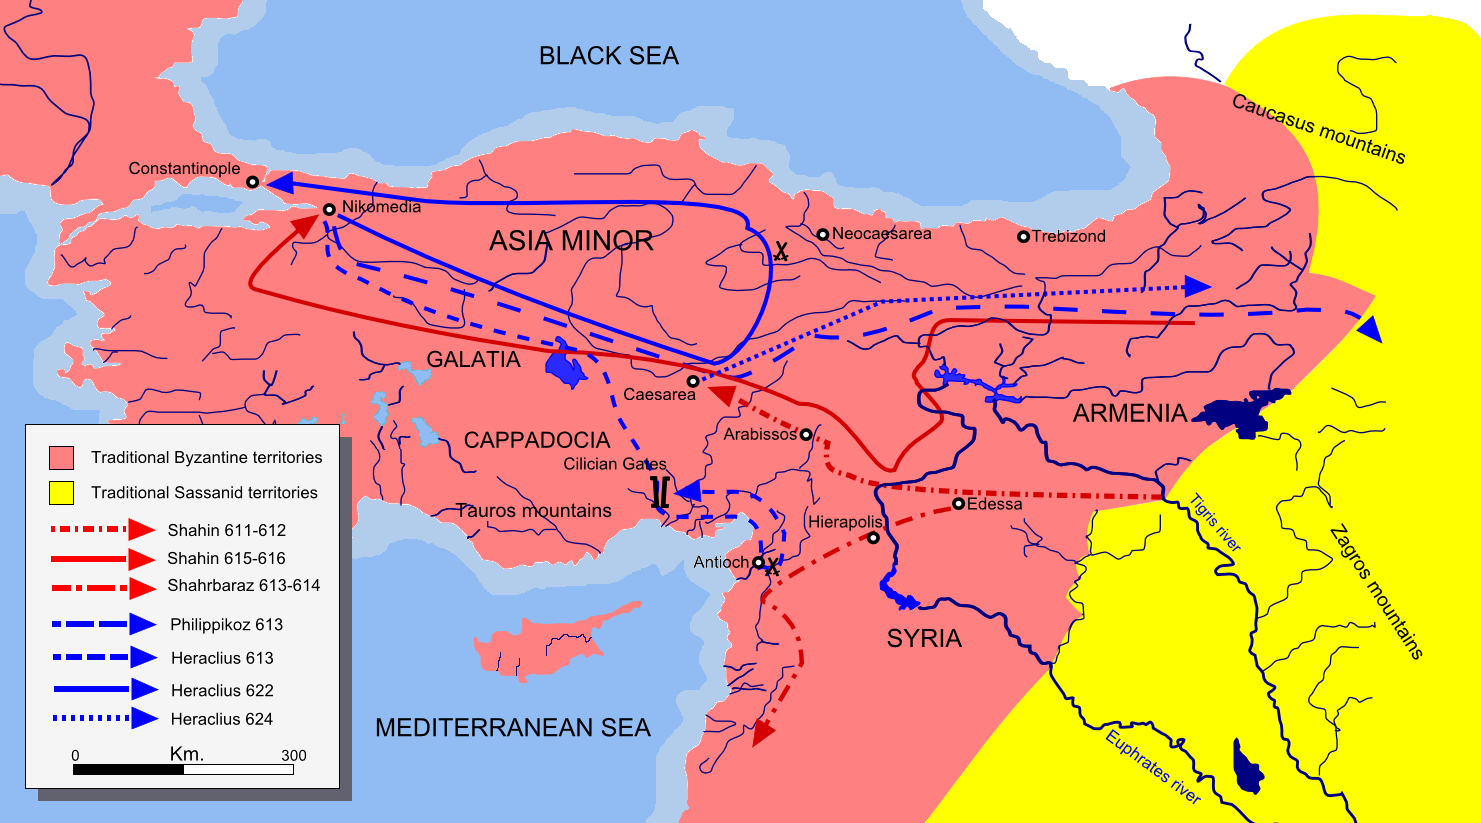 BLACK SEA
Caucasus mountains
Constantinople
Nikomedia
ASIA MINOR
Neocaesarea
Trebizond
GALATIA
Caesarea
ARMENIA
Arabissos
CAPPADOCIA
Cilician Gates
Tauros mountains
Edessa
Hierapolis
Tigris river
Zagros mountains
Antioch
SYRIA
MEDITERRANEAN SEA
Euphrates river
Traditional Byzantine territories
Traditional Sassanid territories
Shahin 611-612
Shahin 615-616
Shahrbaraz 613-614
Philippikoz 613
Heraclius 613
Heraclius 622
Heraclius 624
0 Km. 300